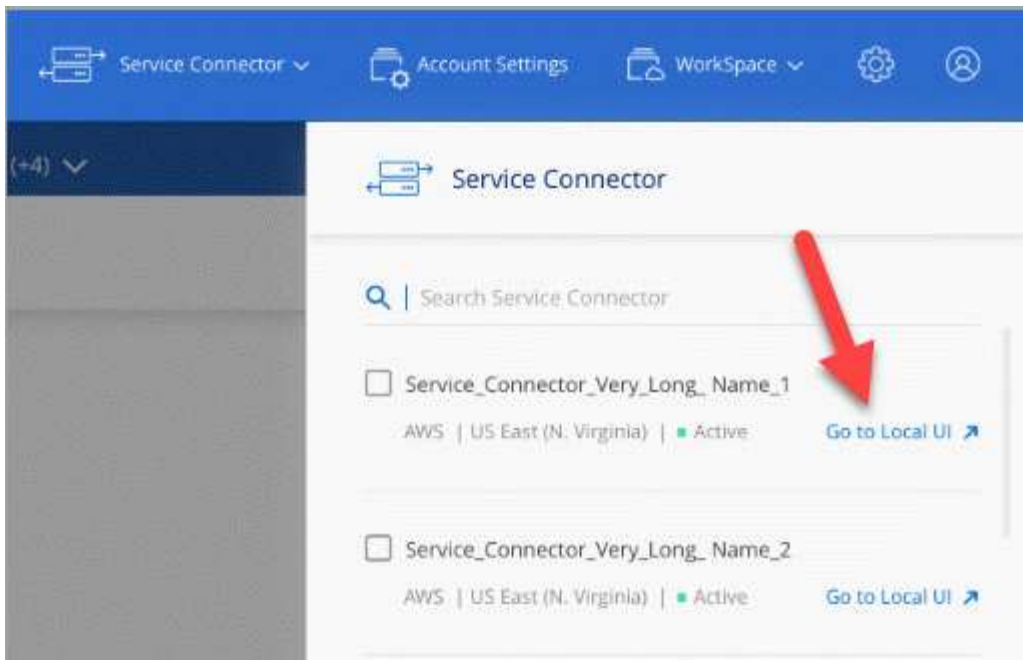 Service Connector
Account Settings
WorkSpace
(+4)
Service Connector
Search Service Connector
Service_Connector_Very_Long_ Name_1
AWS | US East (N. Virginia) | Active
Go to Local UI
Service_Connector_Very_Long_ Name_2
AWS | US East (N. Virginia) | Active
Go to Local UI